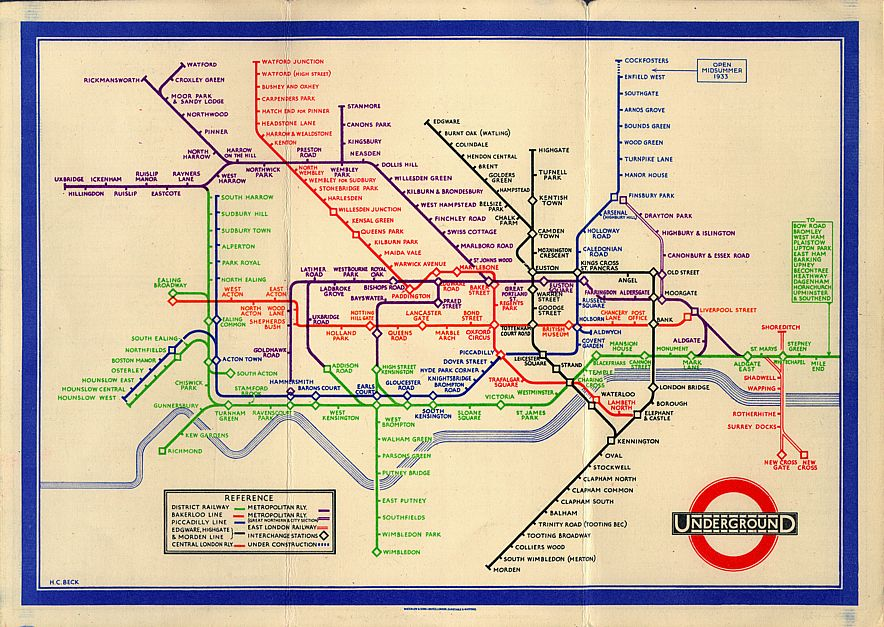 WATFORD
CROXLEY GREEN
RICKMANSWORTH
MOOR PARK
& SANDY LODGE
NORTHWOOD
PINNER
NORTH
HARROW
HARROW
ON THE HILL
NORTHWICK
PARK
PRESTON
ROAD
WEMBLEY
PARK
NEASDEN
KINGSBURY
CANONS PARK
STANMORE
WATFORD JUNCTION
WATFORD (HIGH STREET)
BUSHEY AND OXHEY
CARPENDERS PARK
HATCH END FOR PINNER
HEADSTONE LANE
HARROW & WEALDSTONE
KENTON
NORTH
WEMBLEY
WEMBLEY FOR SUDBURY
STONEBRIDGE PARK
HARLESDEN
WILLESDEN JUNCTION
KENSAL GREEN
QUEENS PARK
KILBURN PARK
MAIDA VALE
WARWICK AVENUE
EDGWARE
BURNT OAK (WATLING)
COLINDALE
HENDON CENTRAL
BRENT
GOLDERS
GREEN
HAMPSTEAD
BELSIZE
PARK
CHALK
FARM
HIGHGATE
TUFNELL
PARK
KENTISH
TOWN
CAMDEN
TOWN
MORNINGTON
CRESCENT
EUSTON
COCKFOSTERS
OPEN
MIDSUMMER
1933
ENFIELD WEST
SOUTHGATE
ARNOS GROVE
BOUNDS GREEN
WOOD GREEN
TURNPIKE LANE
MANOR HOUSE
FINSBURY PARK
ARSENAL
(HIGHBURY HILL)
DRAYTON PARK
HOLLOWAY
ROAD
HIGHBURY & ISLINGTON
CALEDONIAN
ROAD
CANONBURY & ESSEX ROAD
KINGS CROSS
ST. PANCRAS
OLD STREET
ANGEL
MOORGATE
UXBRIDGE
ICKENHAM
RUISLIP
MANOR
RAYNERS
LANE
HILLINGDON
RUISLIP
EASTCOTE
WEST
HARROW
SOUTH HARROW
SUDBURY HILL
SUDBURY TOWN
ALPERTON
PARK ROYAL
NORTH EALING
DOLLIS HILL
WILLESDEN GREEN
KILBURN & BRONDESBURY
WEST HAMPSTEAD
FINCHLEY ROAD
SWISS COTTAGE
MARLBORO ROAD
ST. JOHNS WOOD
MARYLEBONE
BAKER
STREET
EDGWARE
ROAD
LATIMER
ROAD
WESTBOURNE
PARK
ROYAL
OAK
LADBROKE
GROVE
BISHOPS ROAD
BAYSWATER
PADDINGTON
PRAED
STREET
GREAT
PORTLAND
ST.
REGENTS
PARK
WARREN
STREET
GOODGE
STREET
EUSTON
SQUARE
RUSSELL
SQUARE
FARRINGDON
ALDERSGATE
EALING
BROADWAY
WEST
ACTON
EAST
ACTON
NORTH
ACTON
WOOD
LANE
SHEPHERDS
BUSH
UXBRIDGE
ROAD
HOLLAND
PARK
NOTTING
HILL GATE
QUEENS
ROAD
LANCASTER
GATE
MARBLE
ARCH
BOND
STREET
OXFORD
CIRCUS
TOTTENHAM
COURT ROAD
BRITISH
MUSEUM
HOLBORN
CHANCERY
LANE
POST
OFFICE
BANK
LIVERPOOL STREET
ALDWYCH
COVENT
GARDEN
EALING
COMMON
SOUTH EALING
NORTHFIELDS
BOSTON MANOR
OSTERLEY
HOUNSLOW EAST
HOUNSLOW CENTRAL
HOUNSLOW WEST
ACTON TOWN
SOUTH ACTON
CHISWICK
PARK
GOLDHAWK
ROAD
HAMMERSMITH
ADDISON
ROAD
HIGH STREET
KENSINGTON
PICCADILLY
DOVER STREET
HYDE PARK CORNER
KNIGHTSBRIDGE
BROMPTON
ROAD
LEICESTER
SQUARE
STRAND
TRAFALGAR
SQUARE
CHARING
CROSS
TEMPLE
BLACKFRIARS
MANSION
HOUSE
CANNON
STREET
MONUMENT
MARK
LANE
ALDGATE
ALDGATE
EAST
ST. MARYS
WHITECHAPEL
STEPNEY
GREEN
MILE
END
SHOREDITCH
TO
BOW ROAD
BROMLEY
WEST HAM
PLAISTOW
UPTON PARK
EAST HAM
BARKING
UPNEY
BECONTREE
HEATHWAY
DAGENHAM
HORNCHURCH
UPMINSTER
& SOUTHEND
SHADWELL
WAPPING
ROTHERHITHE
SURREY DOCKS
NEW CROSS
GATE
NEW
CROSS
GUNNERSBURY
STAMFORD
BROOK
TURNHAM
GREEN
RAVENSCOURT
PARK
BARONS COURT
WEST
KENSINGTON
EARLS
COURT
GLOUCESTER
ROAD
SOUTH
KENSINGTON
SLOANE
SQUARE
VICTORIA
ST. JAMES
PARK
WESTMINSTER
WATERLOO
LAMBETH
NORTH
LONDON BRIDGE
BOROUGH
ELEPHANT
& CASTLE
KENNINGTON
OVAL
STOCKWELL
CLAPHAM NORTH
CLAPHAM COMMON
CLAPHAM SOUTH
BALHAM
TRINITY ROAD (TOOTING BEC)
TOOTING BROADWAY
COLLIERS WOOD
SOUTH WIMBLEDON (MERTON)
MORDEN
KEW GARDENS
RICHMOND
WEST
BROMPTON
WALHAM GREEN
PARSONS GREEN
PUTNEY BRIDGE
EAST PUTNEY
SOUTHFIELDS
WIMBLEDON PARK
WIMBLEDON
REFERENCE
DISTRICT RAILWAY
BAKERLOO LINE
PICCADILLY LINE
EDGWARE, HIGHGATE
& MORDEN LINE
CENTRAL LONDON RLY.
METROPOLITAN RLY.
METROPOLITAN RLY.
(GREAT NORTHERN & CITY SECTION)
EAST LONDON RAILWAY
INTERCHANGE STATIONS
UNDER CONSTRUCTION
UNDERGROUND
H.C. BECK